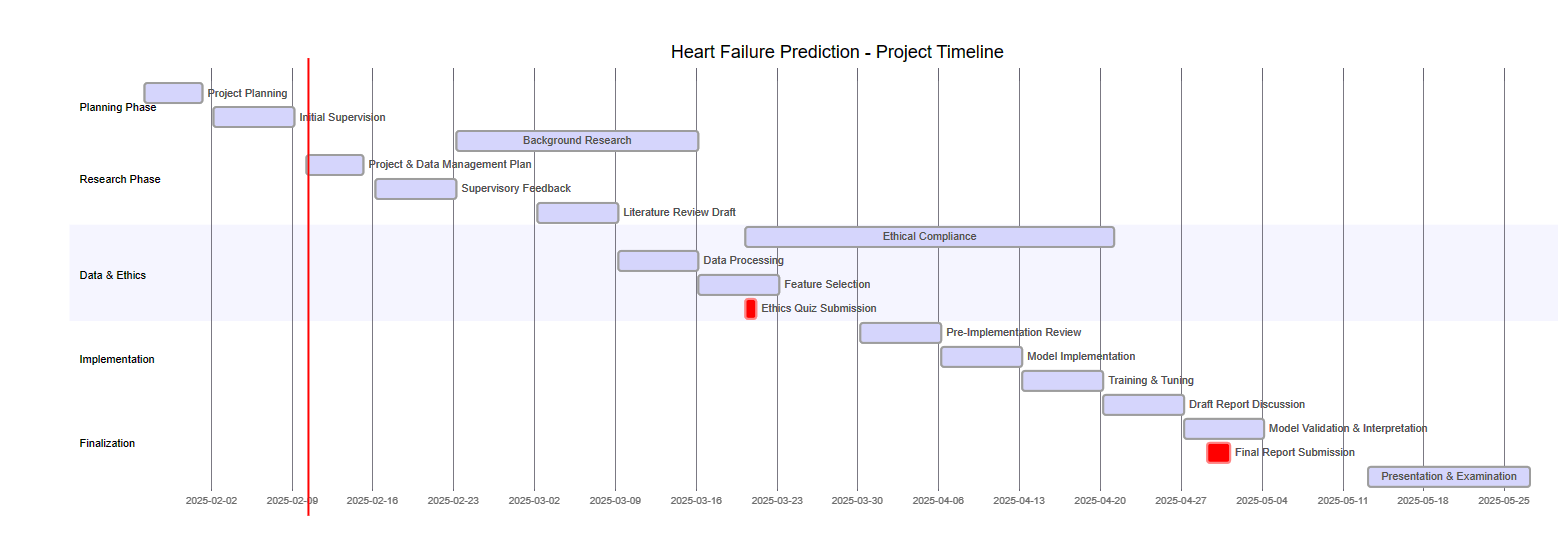 Heart Failure Prediction - Project Timeline
Planning Phase
Project Planning
Initial Supervision
Research Phase
Background Research
Project & Data Management Plan
Supervisory Feedback
Literature Review Draft
Data & Ethics
Ethical Compliance
Data Processing
Feature Selection
Ethics Quiz Submission
Implementation
Pre-Implementation Review
Model Implementation
Training & Tuning
Finalization
Draft Report Discussion
Model Validation & Interpretation
Final Report Submission
Presentation & Examination
2025-02-02 2025-02-09 2025-02-16 2025-02-23 2025-03-02 2025-03-09 2025-03-16 2025-03-23 2025-03-30 2025-04-06 2025-04-13 2025-04-20 2025-04-27 2025-05-04 2025-05-11 2025-05-18 2025-05-25